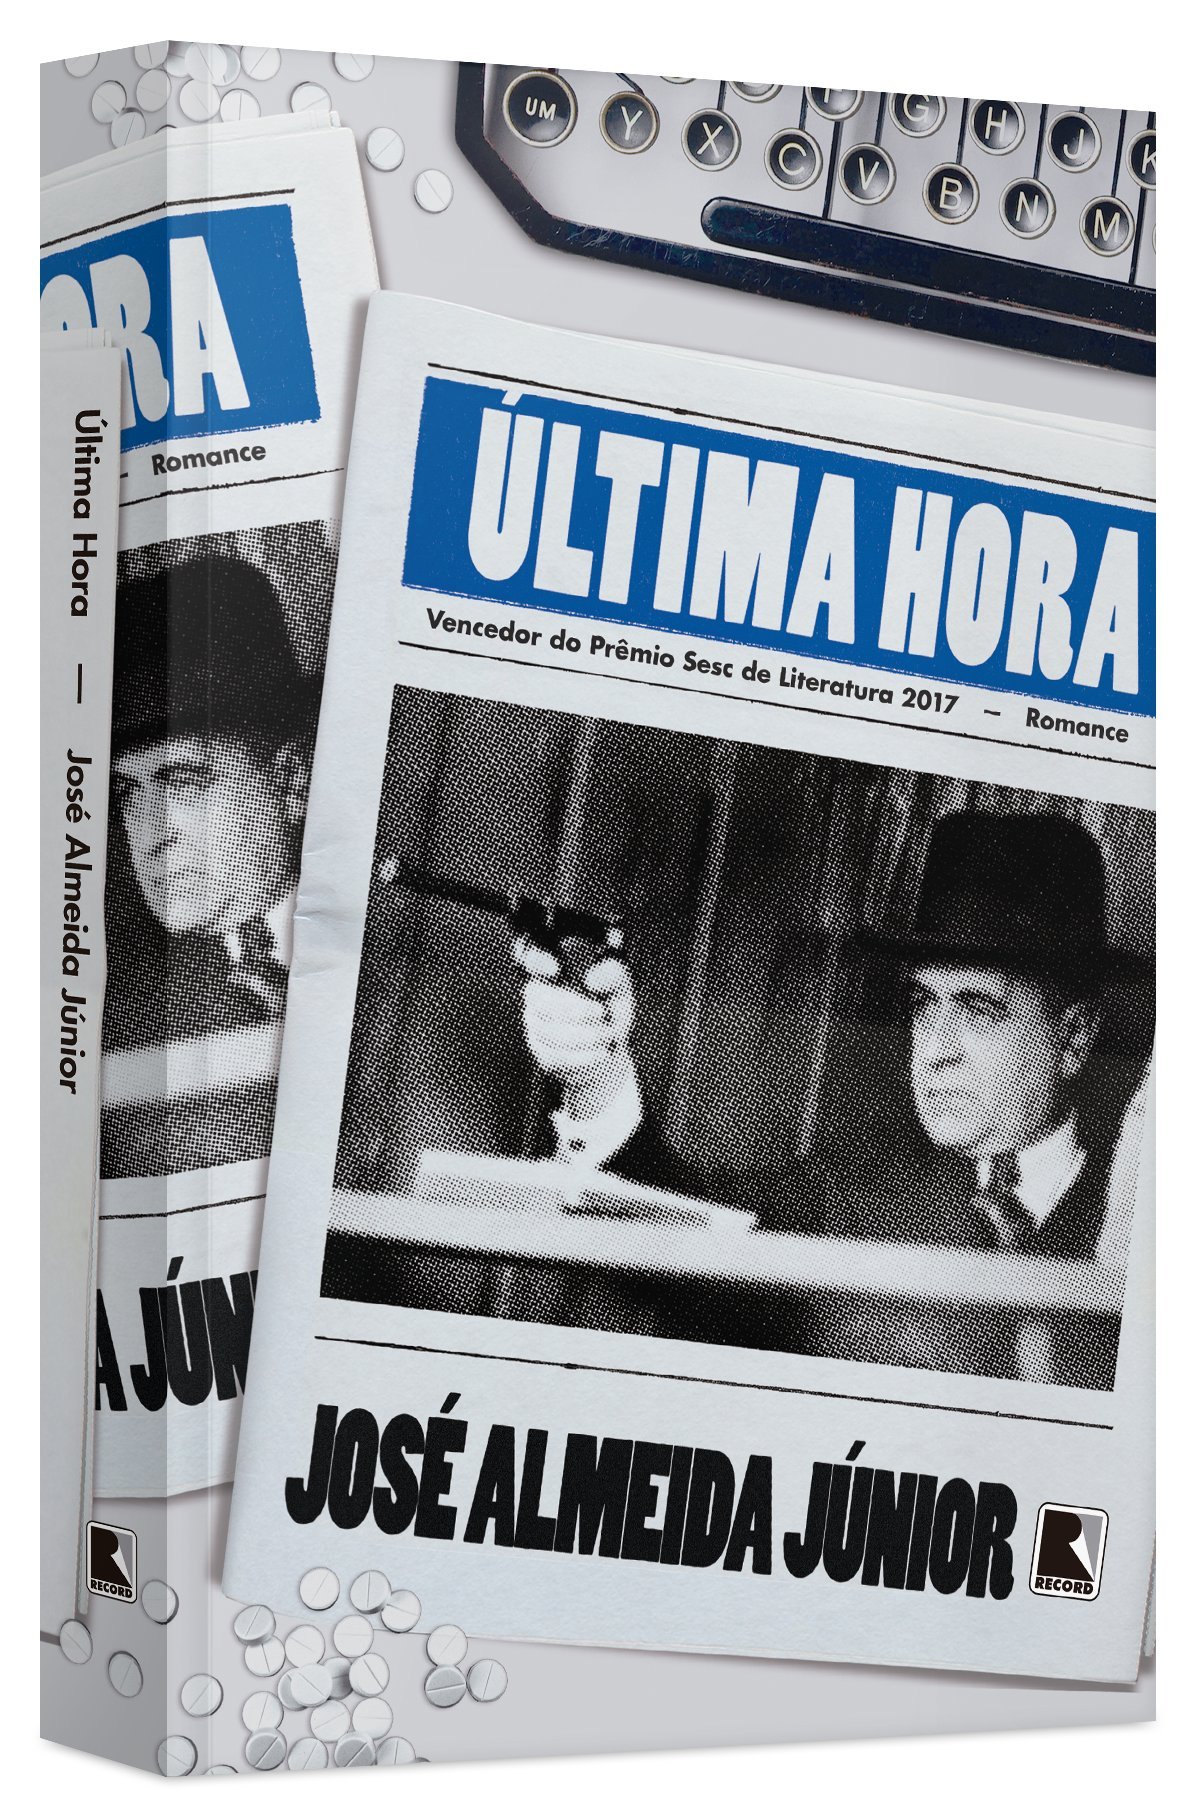 UM
Y
X
C
V
B
N
M
G
H
J
K
ORA
Romance
Última Hora — José Almeida Júnior
A JÚN
RECORD
ÚLTIMA HORA
Vencedor do Prêmio Sesc de Literatura 2017 — Romance
JOSÉ ALMEIDA JÚNIOR
RECORD